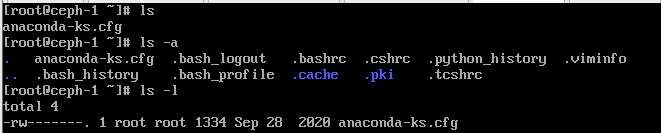 [root@ceph-1 ~]# ls
anaconda-ks.cfg
[root@ceph-1 ~]# ls -a
.   anaconda-ks.cfg  .bash_logout   .bashrc  .cshrc  .python_history  .viminfo
..  .bash_history    .bash_profile  .cache   .pki    .tcshrc
[root@ceph-1 ~]# ls -l
total 4
-rw-------. 1 root root 1334 Sep 28  2020 anaconda-ks.cfg